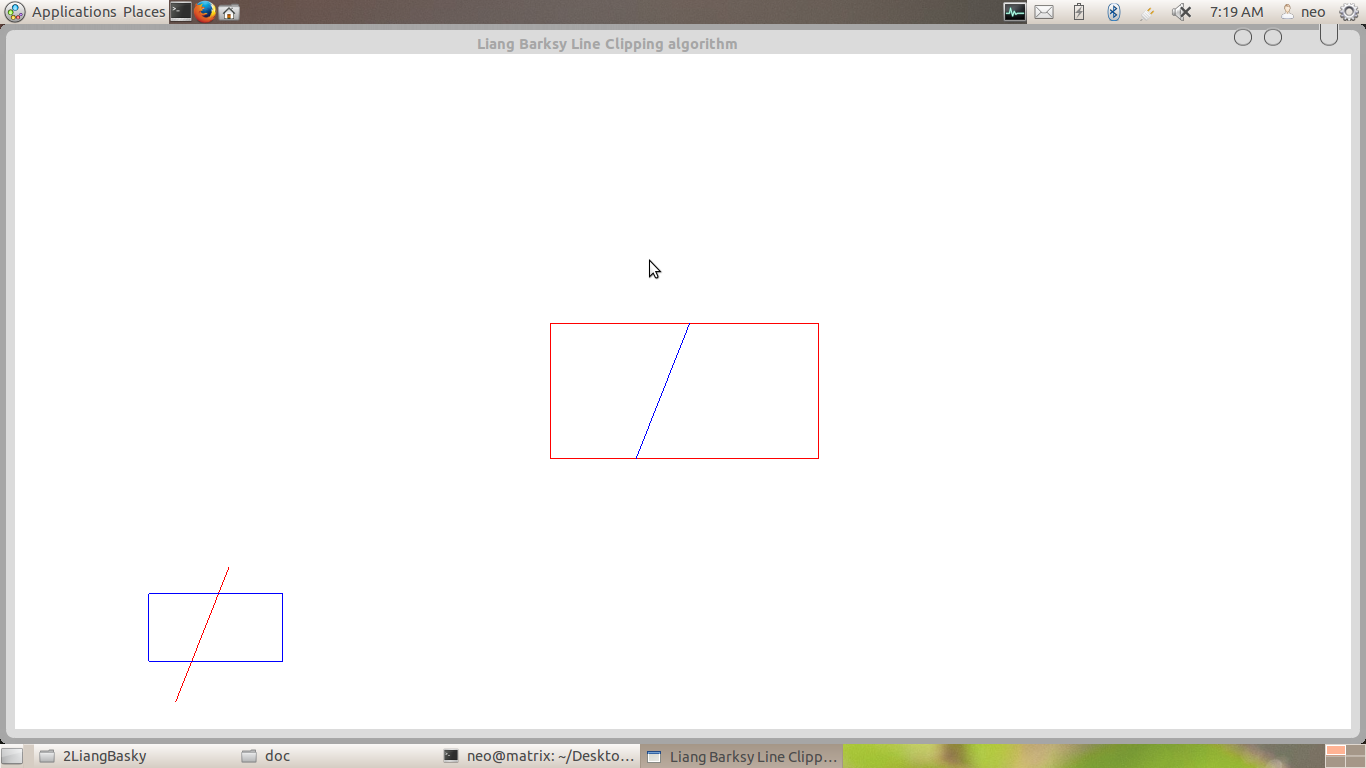 Applications Places 7:19 AM neo
Liang Barksy Line Clipping algorithm
2LiangBasky doc neo@matrix: ~/Deskto... Liang Barksy Line Clipp...